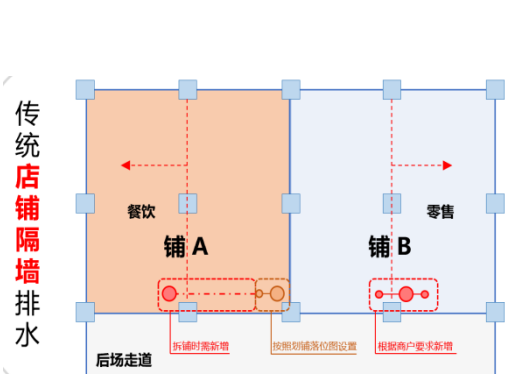 传统店铺隔墙排水
餐饮
零售
铺 A
铺 B
拆铺时需新增
按照划铺落位图设置
根据商户要求新增
后场走道